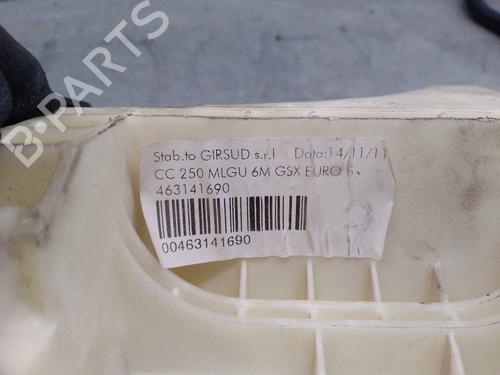 B-PARTS
Stab.to GIRSUD s.r.l Data:14/11/11
CC 250 MLGU 6M GSX EURO 5
463141690
00463141690